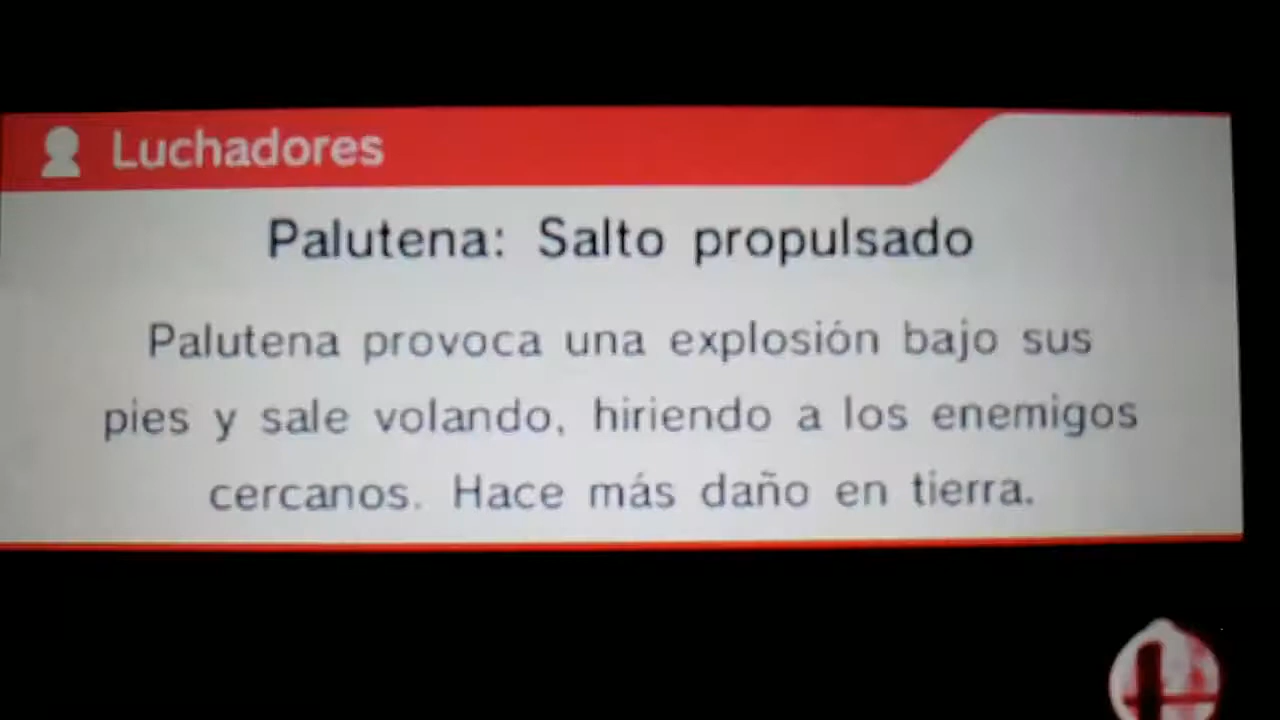 Luchadores
Palutena: Salto propulsado
Palutena provoca una explosión bajo sus
pies y sale volando, hiriendo a los enemigos
cercanos. Hace más daño en tierra.